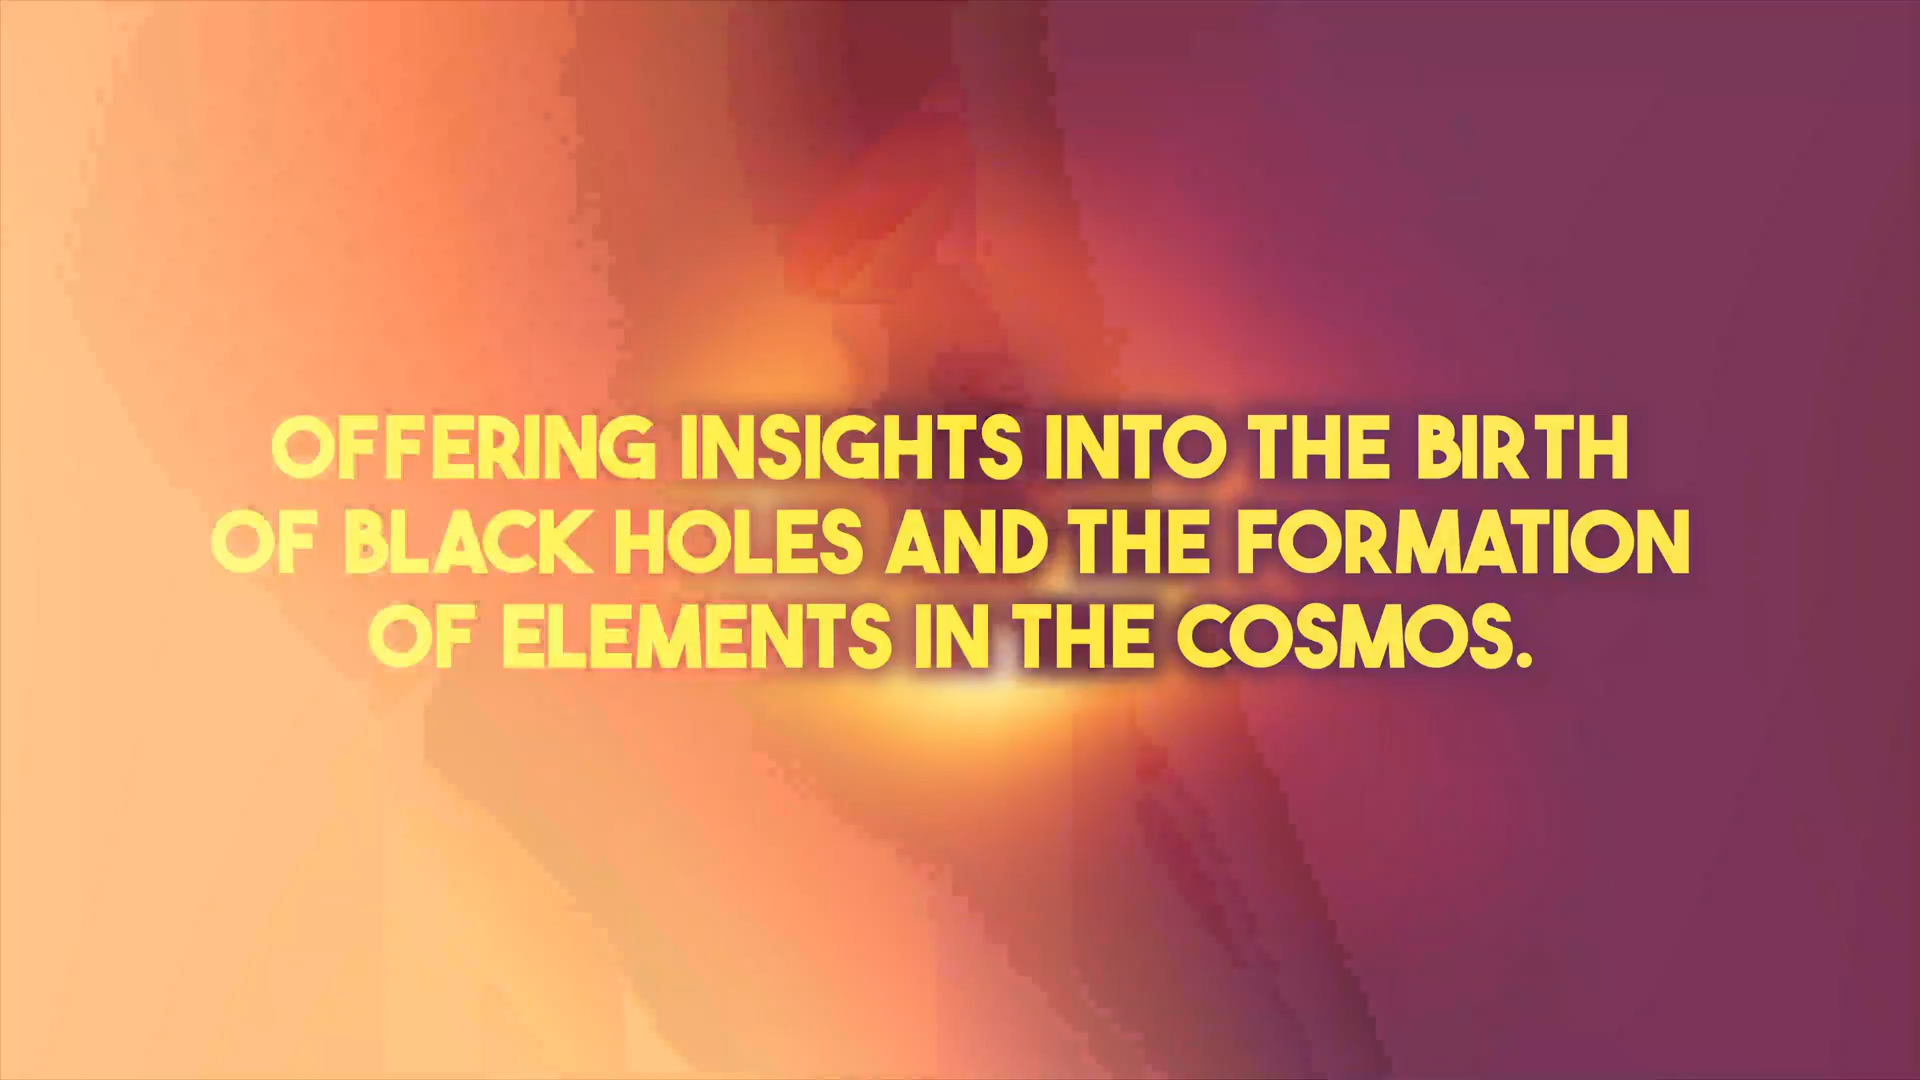 OFFERING INSIGHTS INTO THE BIRTH
OF BLACK HOLES AND THE FORMATION
OF ELEMENTS IN THE COSMOS.